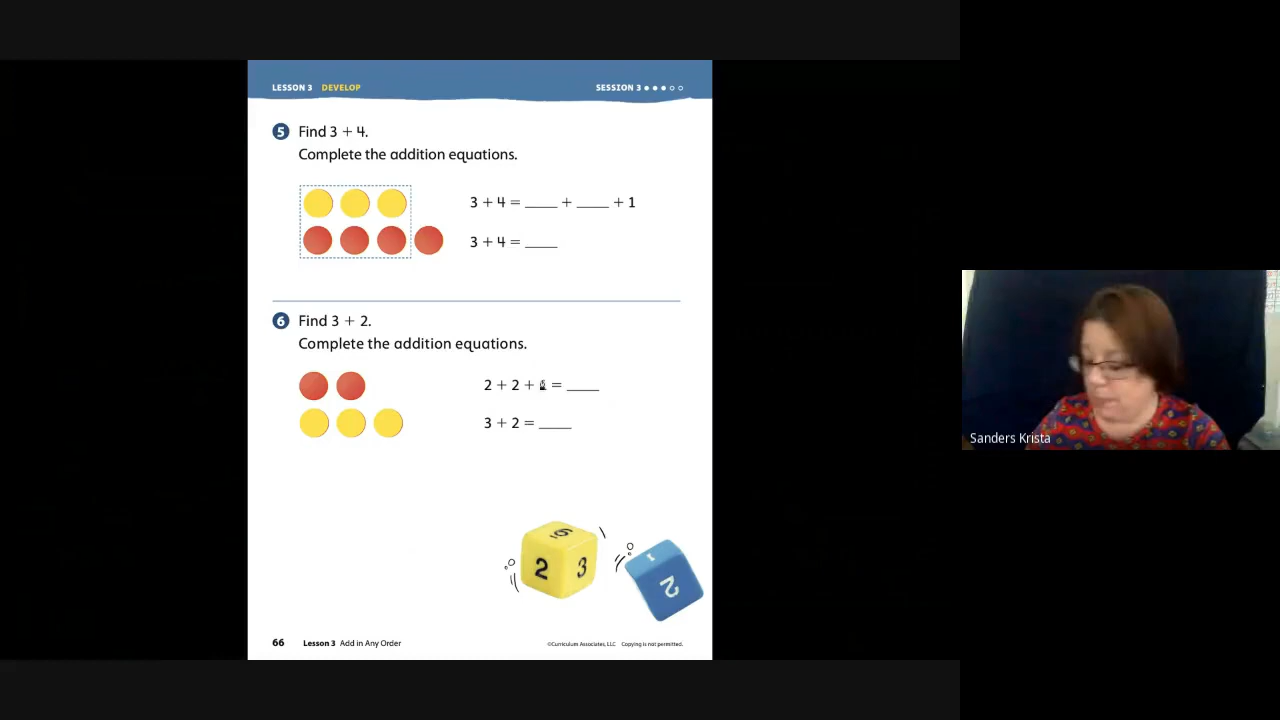 LESSON 3 DEVELOP SESSION 3
5 Find 3 + 4.
Complete the addition equations.
3 + 4 = ____ + ____ + 1
3 + 4 = ____
6 Find 3 + 2.
Complete the addition equations.
2 + 2 + = ____
3 + 2 = ____
6
2 3
1
2
Sanders Krista
66 Lesson 3 Add in Any Order
©Curriculum Associates, LLC Copying is not permitted.